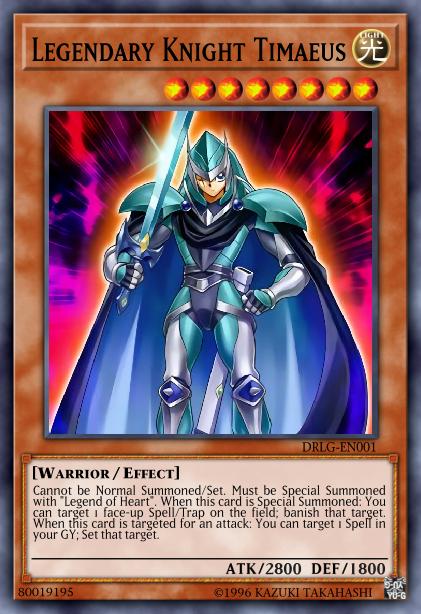 LEGENDARY KNIGHT TIMAEUS
LIGHT
光
DRLG-EN001
[WARRIOR / EFFECT]
Cannot be Normal Summoned/Set. Must be Special Summoned
with "Legend of Heart". When this card is Special Summoned: You
can target 1 face-up Spell/Trap on the field; banish that target.
When this card is targeted for an attack: You can target 1 Spell in
your GY; Set that target.
ATK/2800 DEF/1800
80019195
©1996 KAZUKI TAKAHASHI